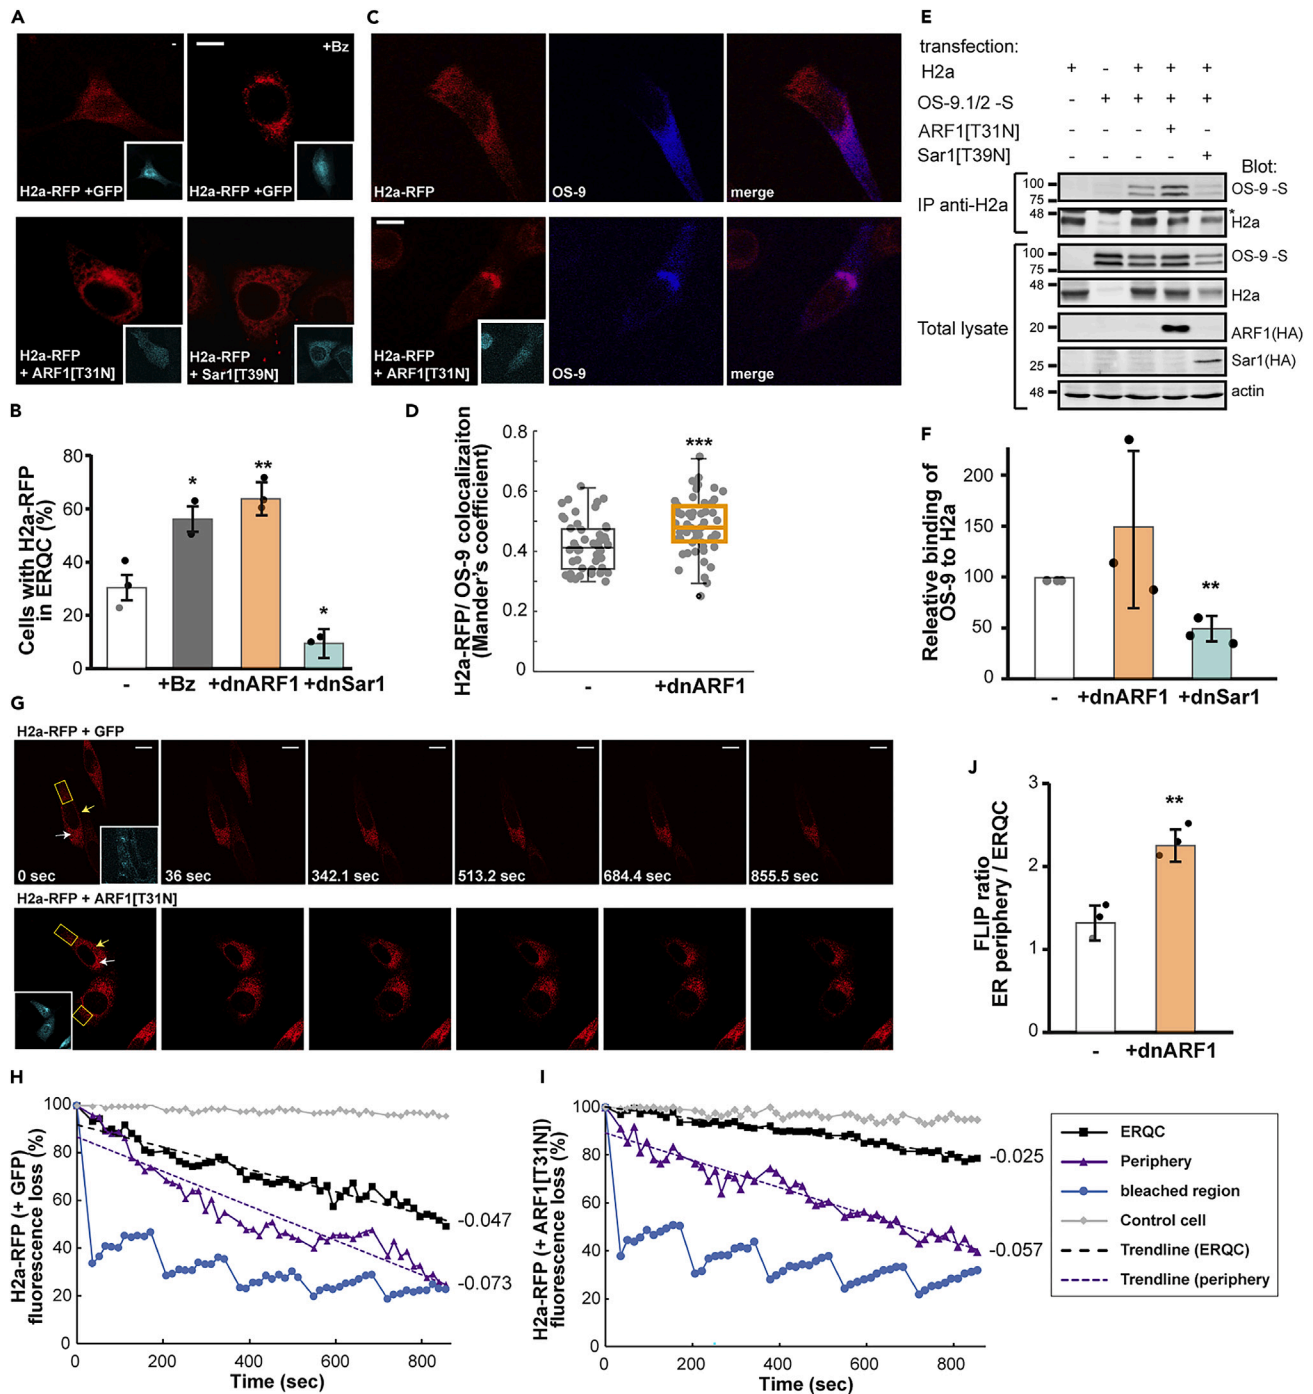 A
-
+Bz
H2a-RFP +GFP
H2a-RFP +GFP
H2a-RFP
+ ARF1[T31N]
H2a-RFP
+ Sar1[T39N]
C
H2a-RFP
OS-9
merge
H2a-RFP
+ ARF1[T31N]
OS-9
merge
E
transfection:
H2a + - + + +
OS-9.1/2 -S - + + + +
ARF1[T31N] - - - + -
Sar1[T39N] - - - - +
Blot:
IP anti-H2a
100
75
OS-9 -S
48
*
H2a
Total lysate
100
75
OS-9 -S
48
H2a
20
ARF1(HA)
25
Sar1(HA)
48
actin
B
Cells with H2a-RFP
in ERQC (%)
80
60
40
20
0
*
**
*
- +Bz +dnARF1 +dnSar1
D
H2a-RFP/ OS-9 colocalizaiton
(Mander's coefficient)
0.8
0.6
0.4
0.2
0
***
- +dnARF1
F
Releative binding of
OS-9 to H2a
200
150
100
50
0
**
- +dnARF1 +dnSar1
G
H2a-RFP + GFP
0 sec
36 sec
342.1 sec
513.2 sec
684.4 sec
855.5 sec
H2a-RFP + ARF1[T31N]
J
FLIP ratio
ER periphery / ERQC
3
2
1
0
**
- +dnARF1
H
H2a-RFP (+ GFP)
fluorescence loss (%)
100
80
60
40
20
0
-0.047
-0.073
0 200 400 600 800
Time (sec)
I
H2a-RFP (+ ARF1[T31N])
fluorescence loss (%)
100
80
60
40
20
0
-0.025
-0.057
0 200 400 600 800
Time (sec)
ERQC
Periphery
bleached region
Control cell
Trendline (ERQC)
Trendline (periphery